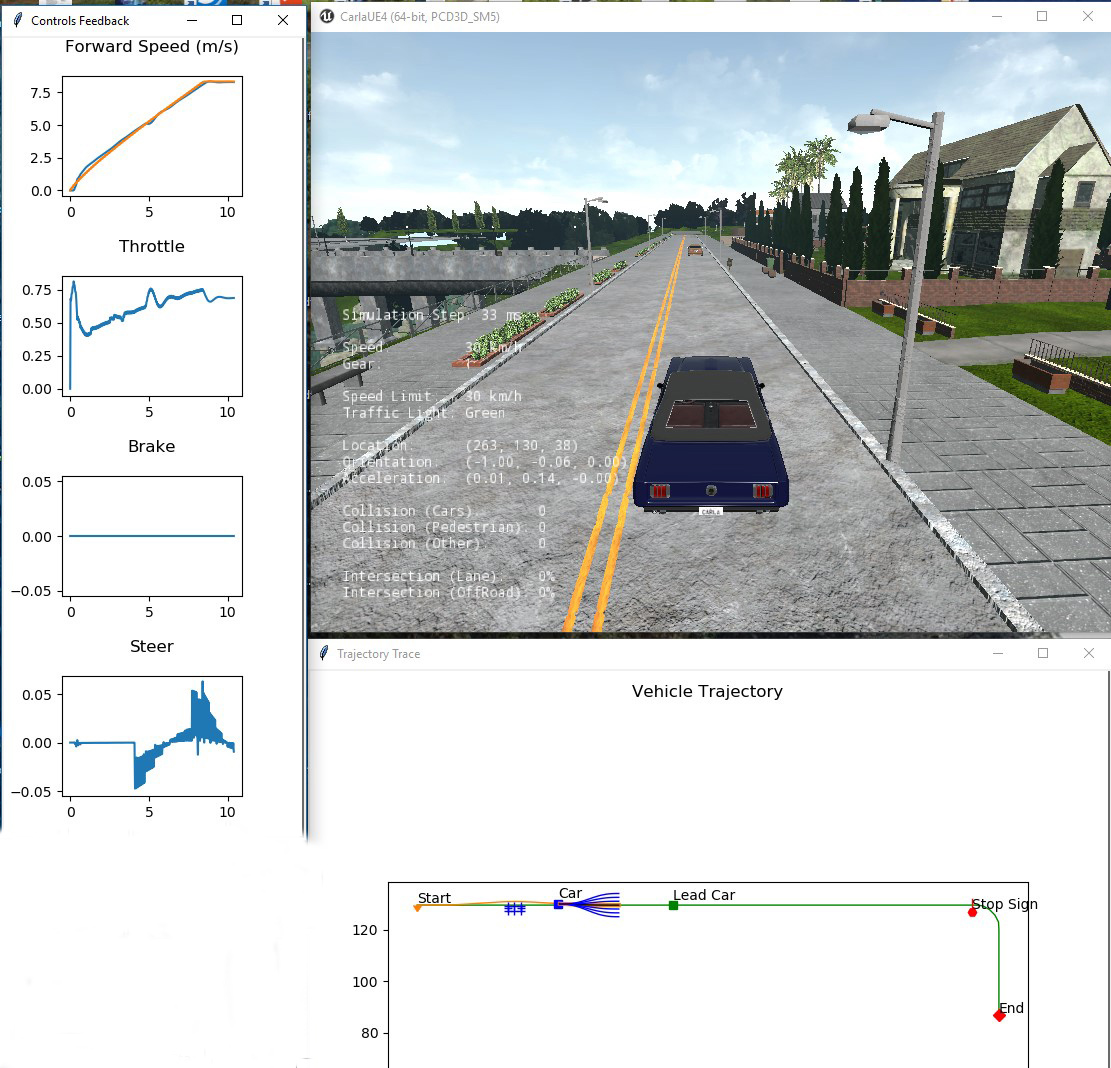 Controls Feedback
Forward Speed (m/s)
7.5
5.0
2.5
0.0
0 5 10
Throttle
0.75
0.50
0.25
0.00
0 5 10
Brake
0.05
0.00
−0.05
0 5 10
Steer
0.05
0.00
−0.05
0 5 10
CarlaUE4 (64-bit, PCD3D_SM5)
Simulation Step: 33 ms
Speed: 30 km/h
Gear: 1
Speed Limit: 30 km/h
Traffic Light: Green
Location: (263, 130, 38)
Orientation: (-1.00, -0.06, 0.00)
Acceleration: (0.01, 0.14, -0.00)
Collision (Cars): 0
Collision (Pedestrian): 0
Collision (Other): 0
Intersection (Lane): 0%
Intersection (OffRoad): 0%
CARLA
Trajectory Trace
Vehicle Trajectory
Start
Car
Lead Car
Stop Sign
End
120
100
80